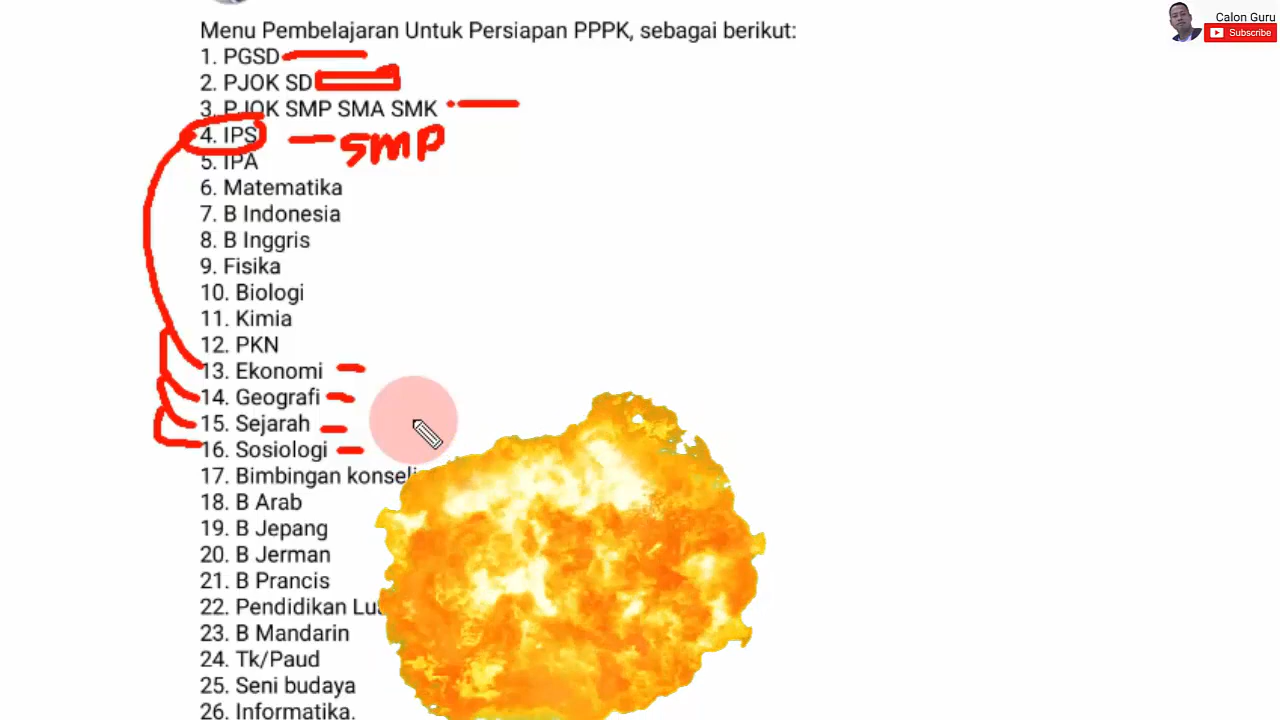 Calon Guru
Subscribe
Menu Pembelajaran Untuk Persiapan PPPK, sebagai berikut:
1. PGSD
2. PJOK SD
3. PJOK SMP SMA SMK
4. IPS SMP
5. IPA
6. Matematika
7. B Indonesia
8. B Inggris
9. Fisika
10. Biologi
11. Kimia
12. PKN
13. Ekonomi
14. Geografi
15. Sejarah
16. Sosiologi
17. Bimbingan
18. B Arab
19. B Jepang
20. B Jerman
21. B Prancis
22. Pendidikan
23. B Mandarin
24. Tk/Paud
25. Seni budaya
26. Informatika.